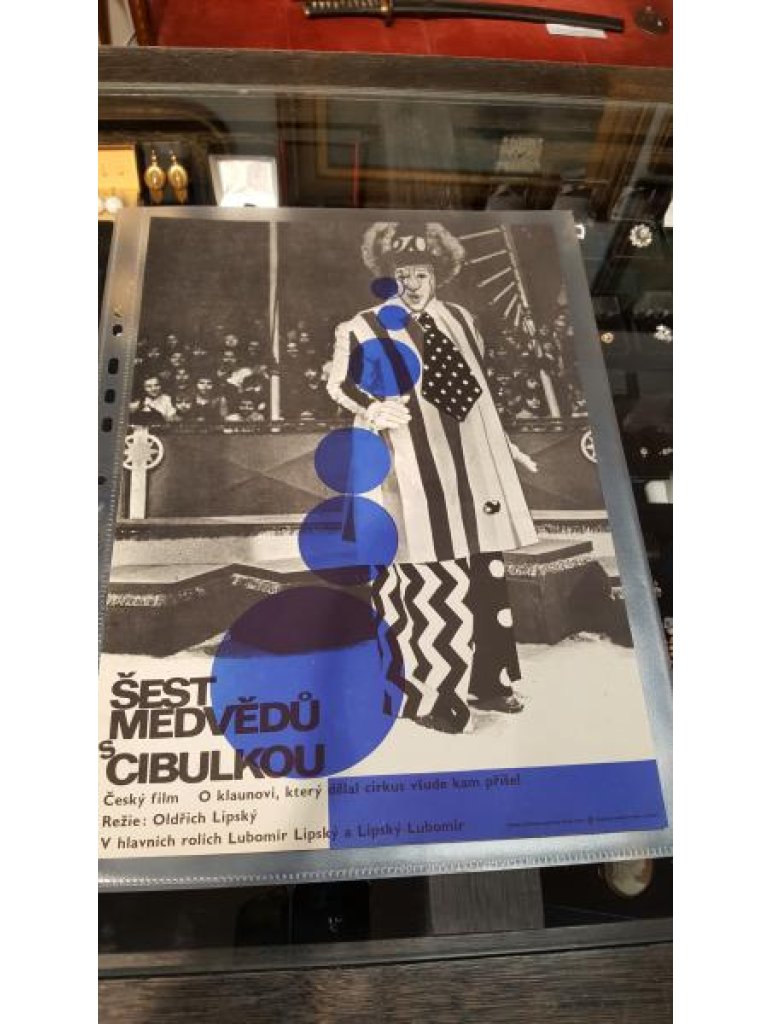 ŠEST
MEDVĚDŮ
S
CIBULKOU
Český film O klaunovi, který dělal cirkus všude kam přišel
Režie: Oldřich Lipský
V hlavních rolích Lubomír Lipský a Lipský Lubomír